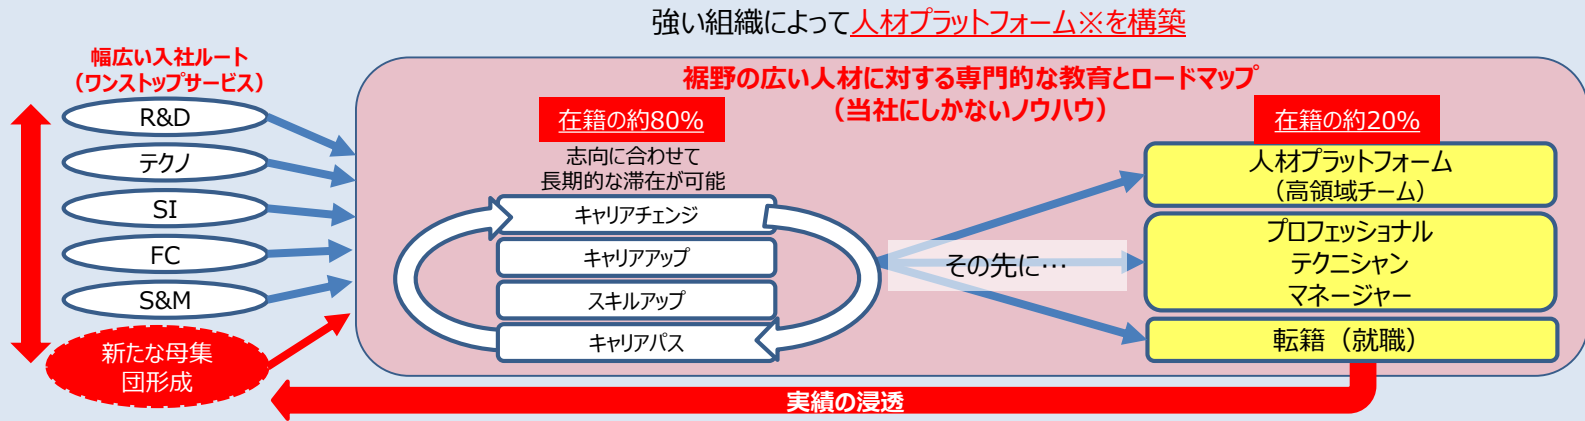 強い組織によって人材プラットフォーム※を構築
幅広い入社ルート
（ワンストップサービス）
R&D
テクノ
SI
FC
S&M
新たな母集
団形成
裾野の広い人材に対する専門的な教育とロードマップ
（当社にしかないノウハウ）
在籍の約80%
志向に合わせて
長期的な滞在が可能
キャリアチェンジ
キャリアアップ
スキルアップ
キャリアパス
その先に…
在籍の約20%
人材プラットフォーム
（高領域チーム）
プロフェッショナル
テクニシャン
マネージャー
転籍（就職）
実績の浸透